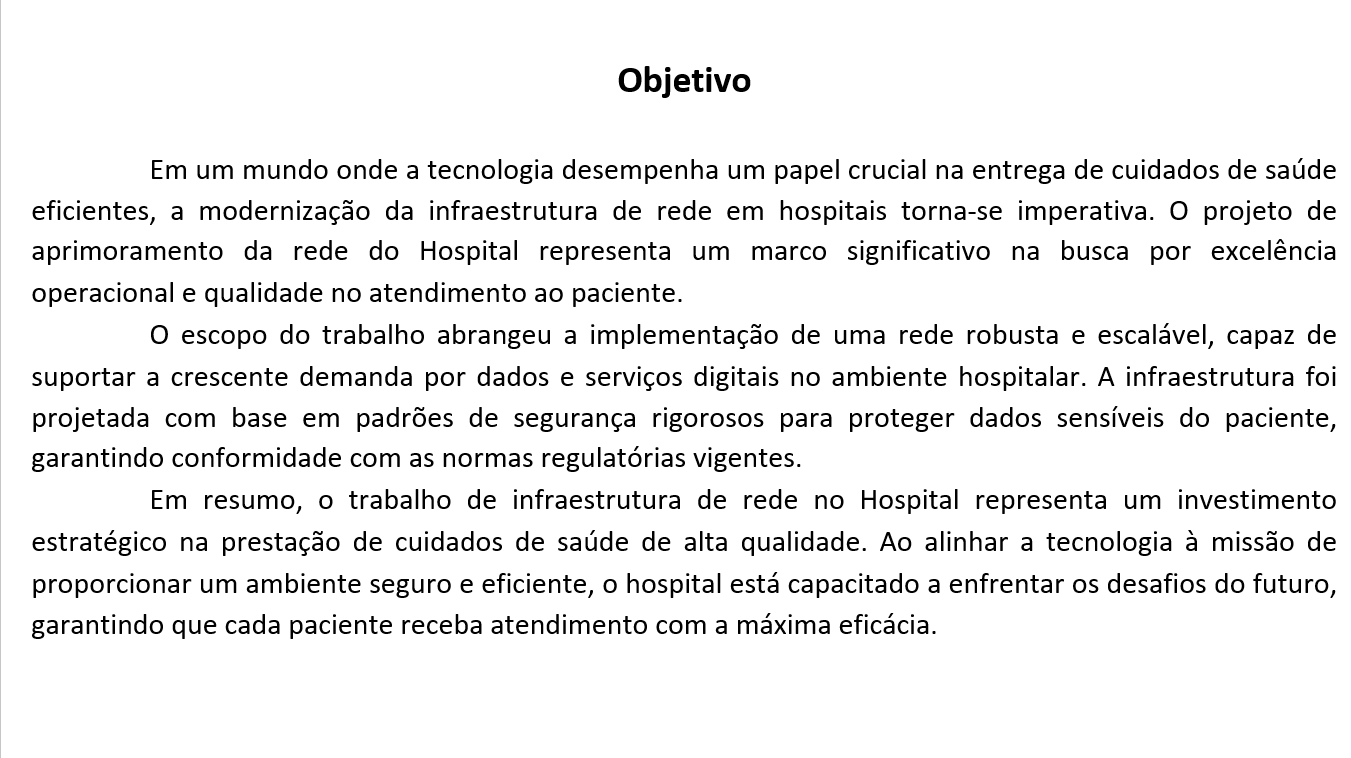 Objetivo
Em um mundo onde a tecnologia desempenha um papel crucial na entrega de cuidados de saúde
eficientes, a modernização da infraestrutura de rede em hospitais torna-se imperativa. O projeto de
aprimoramento da rede do Hospital representa um marco significativo na busca por excelência
operacional e qualidade no atendimento ao paciente.
O escopo do trabalho abrangeu a implementação de uma rede robusta e escalável, capaz de
suportar a crescente demanda por dados e serviços digitais no ambiente hospitalar. A infraestrutura foi
projetada com base em padrões de segurança rigorosos para proteger dados sensíveis do paciente,
garantindo conformidade com as normas regulatórias vigentes.
Em resumo, o trabalho de infraestrutura de rede no Hospital representa um investimento
estratégico na prestação de cuidados de saúde de alta qualidade. Ao alinhar a tecnologia à missão de
proporcionar um ambiente seguro e eficiente, o hospital está capacitado a enfrentar os desafios do futuro,
garantindo que cada paciente receba atendimento com a máxima eficácia.